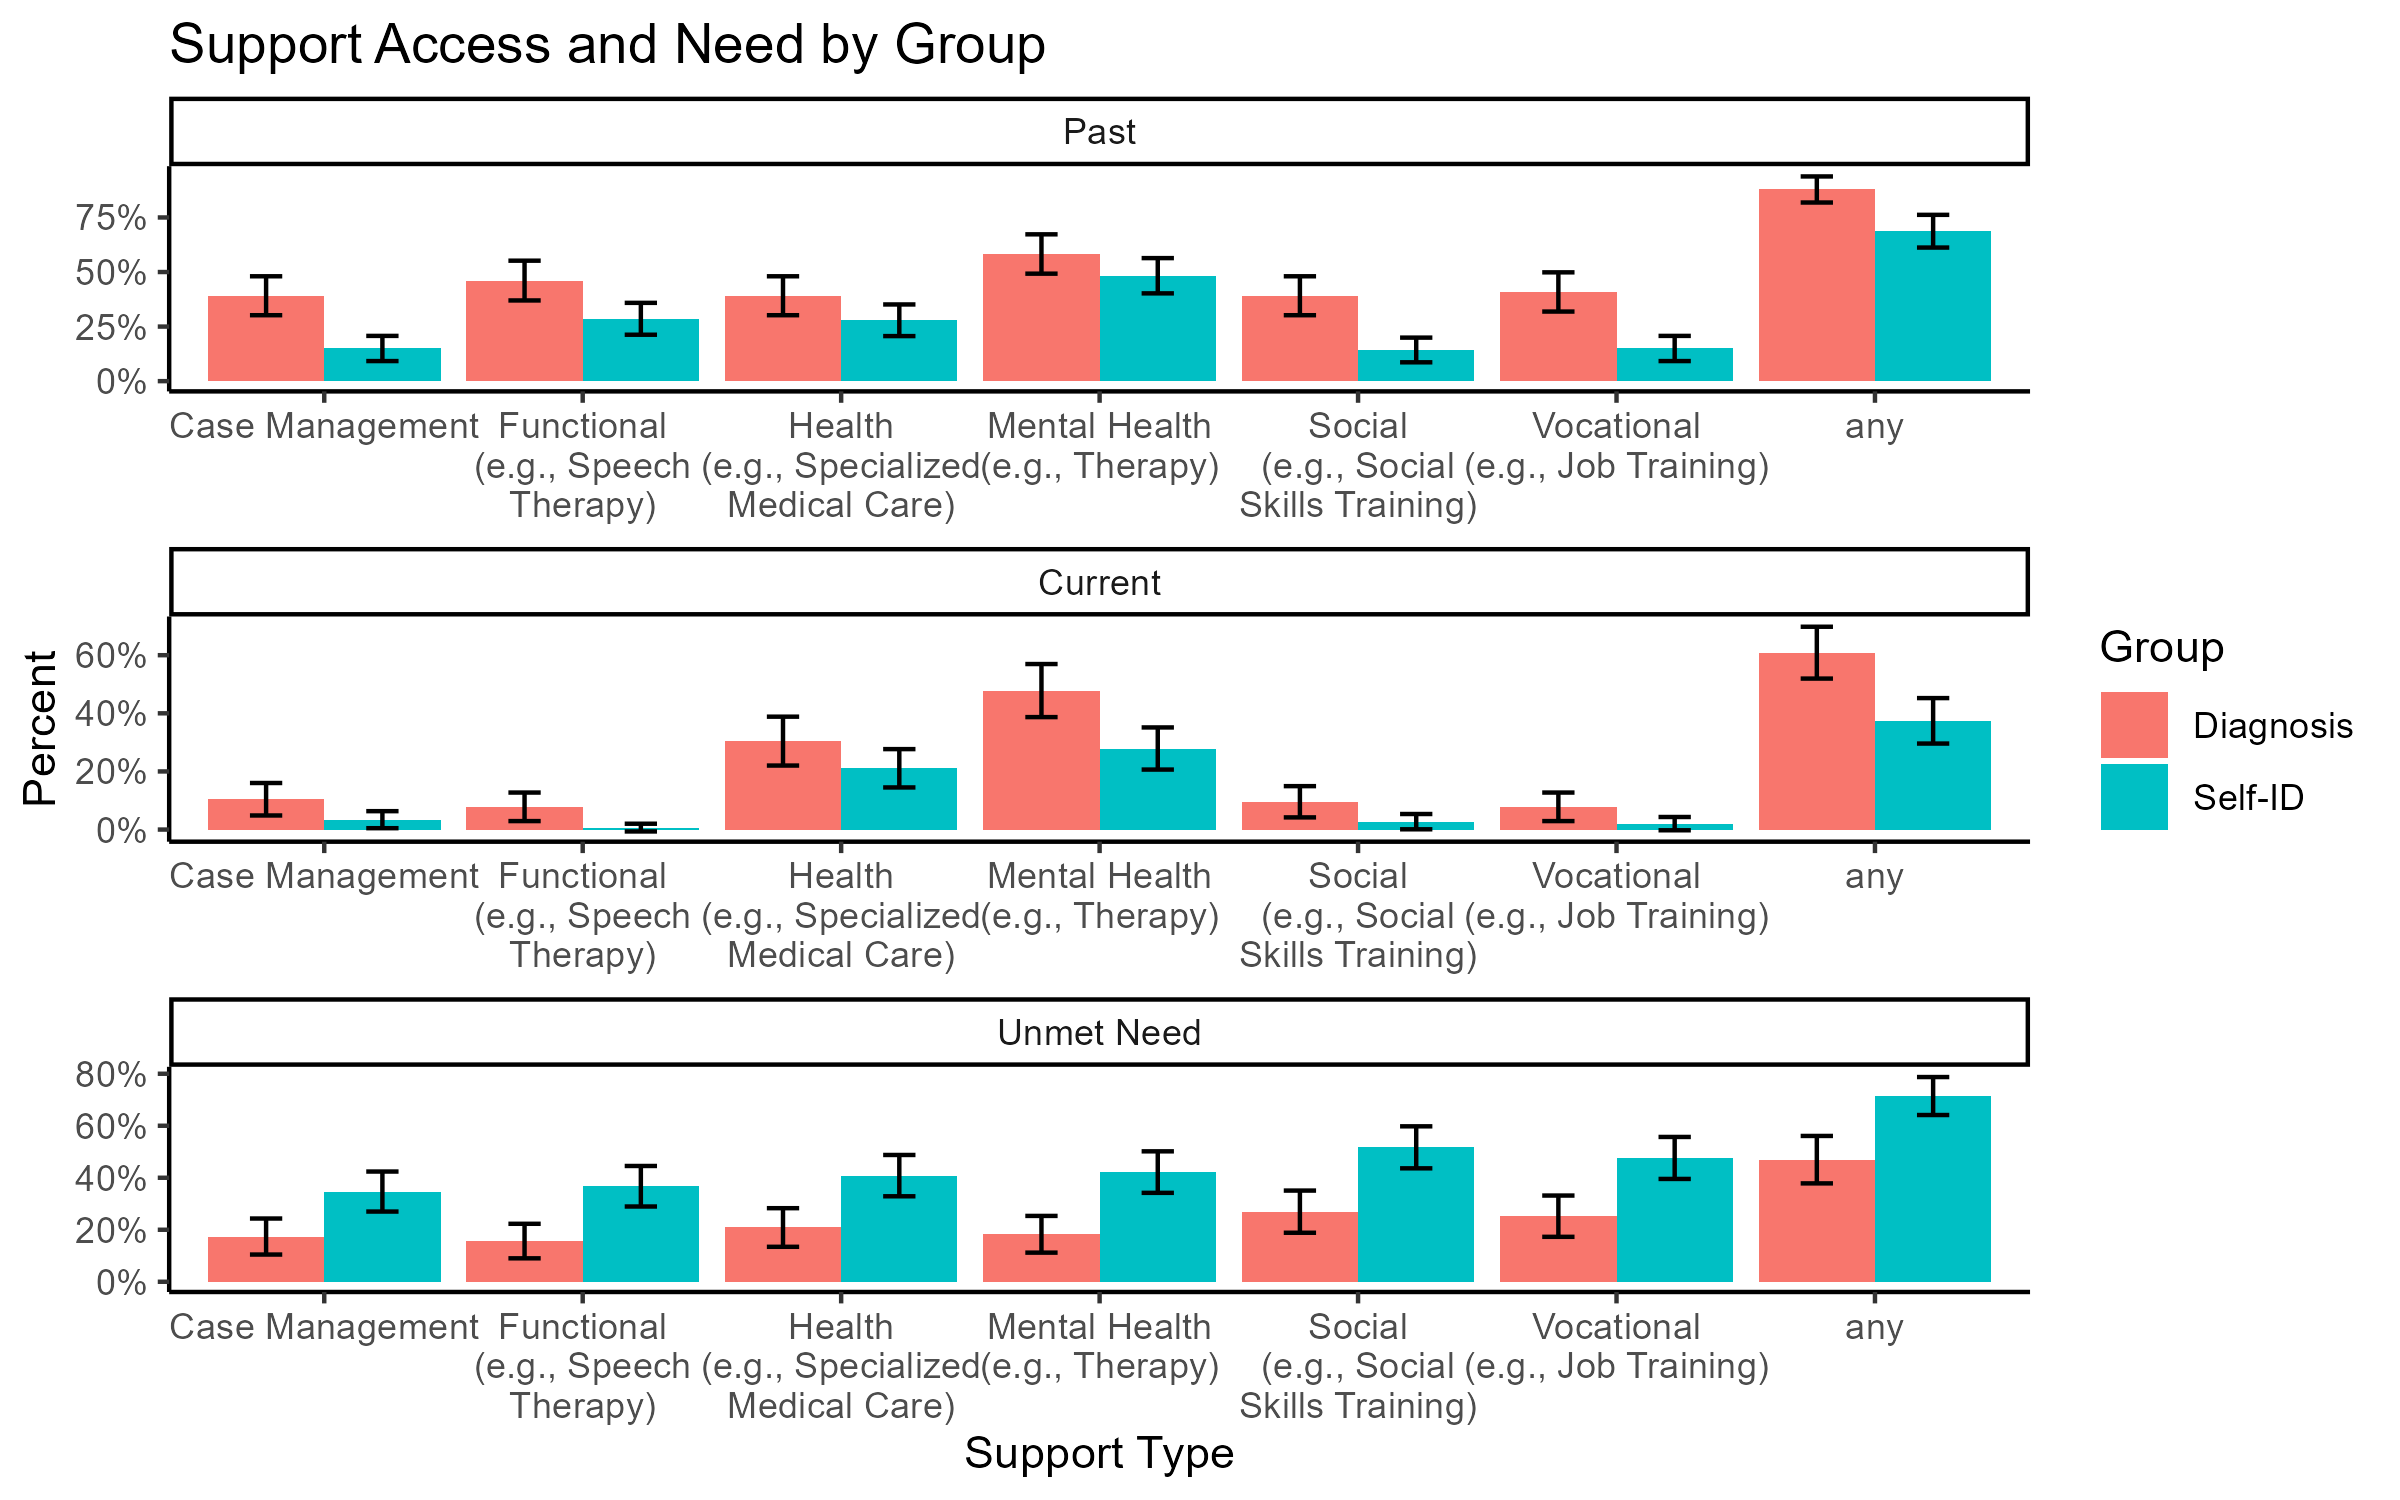 Support Access and Need by Group
Past
75%
50%
25%
0%
Case Management Functional Health Mental Health Social Vocational any
(e.g., Speech (e.g., Specialized (e.g., Therapy) (e.g., Social (e.g., Job Training)
Therapy) Medical Care) Skills Training)
Current
60%
40%
20%
0%
Case Management Functional Health Mental Health Social Vocational any
(e.g., Speech (e.g., Specialized (e.g., Therapy) (e.g., Social (e.g., Job Training)
Therapy) Medical Care) Skills Training)
Unmet Need
80%
60%
40%
20%
0%
Case Management Functional Health Mental Health Social Vocational any
(e.g., Speech (e.g., Specialized (e.g., Therapy) (e.g., Social (e.g., Job Training)
Therapy) Medical Care) Skills Training)
Support Type
Percent
Group
Diagnosis
Self-ID